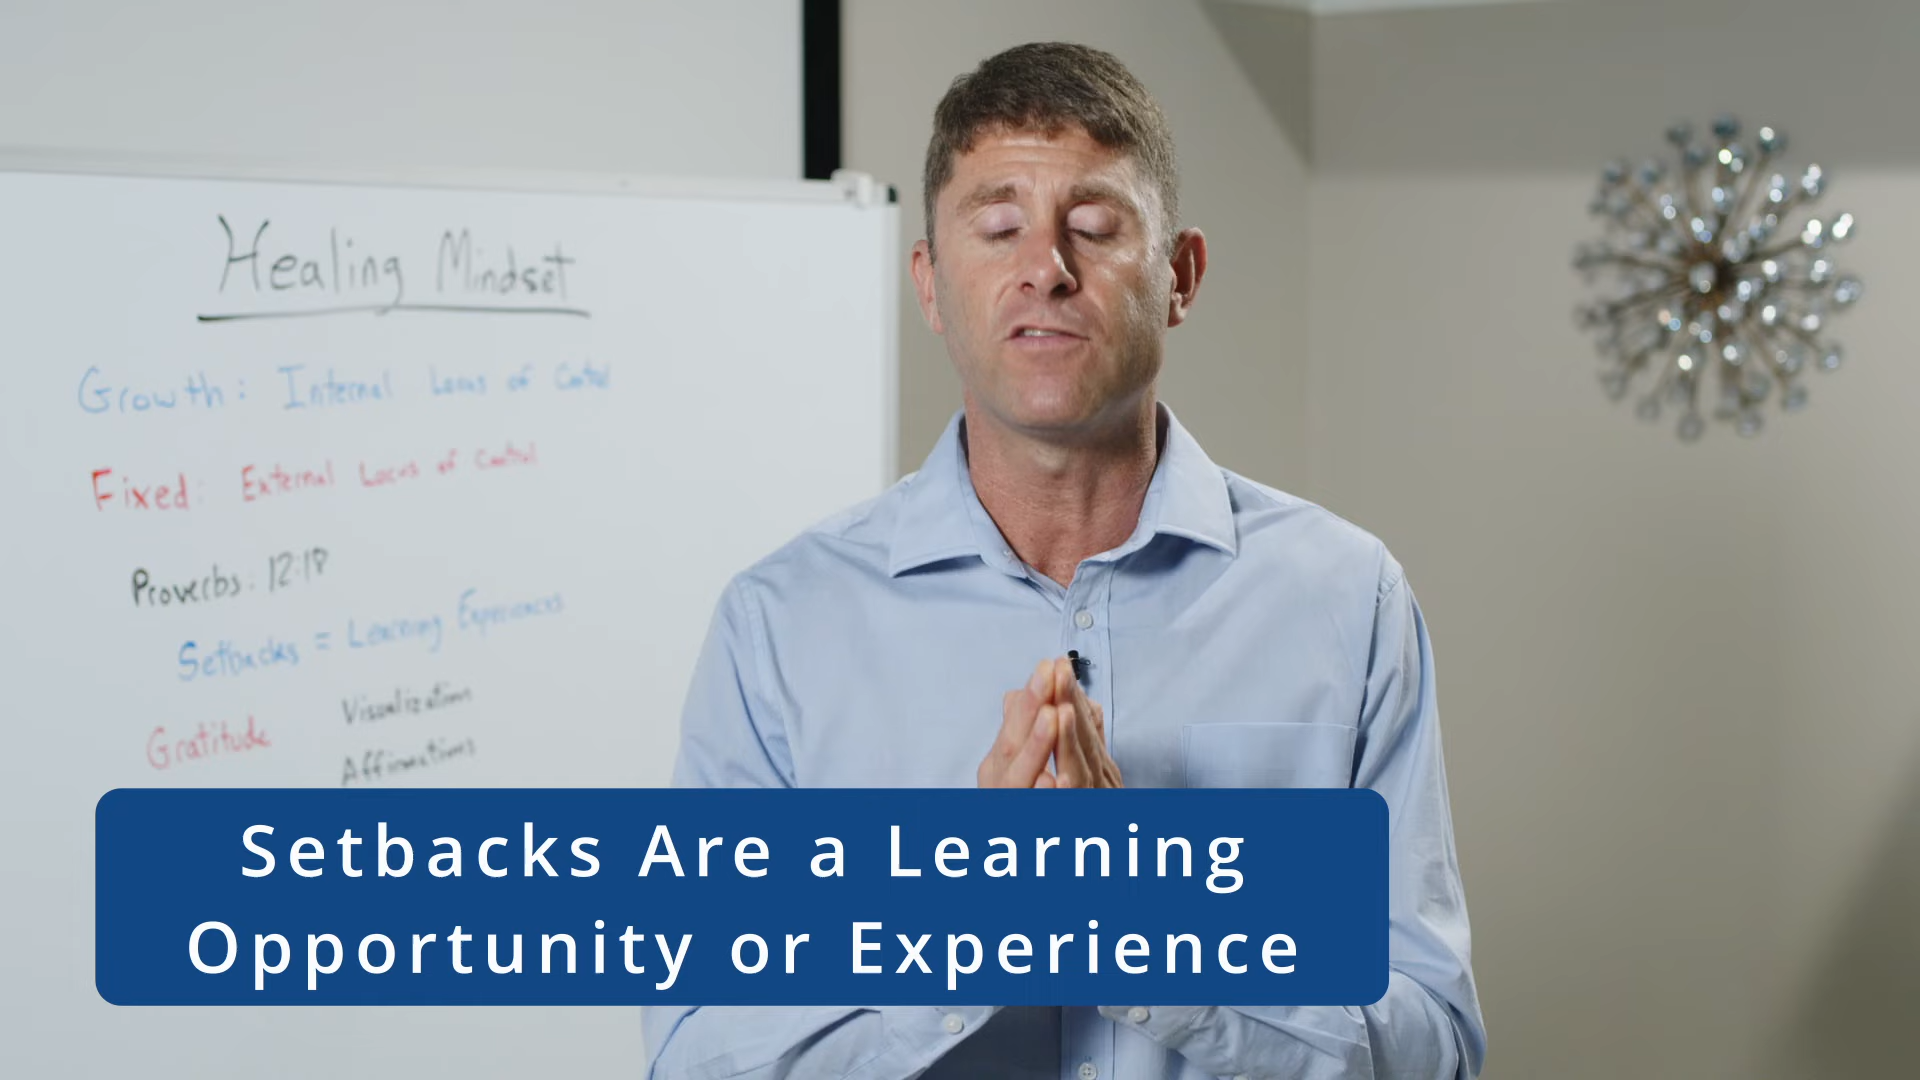 Healing Mindset
Growth: Internal Locus of Control
Fixed: External Locus of Control
Proverbs: 12:18
Setbacks = Learning Experiences
Gratitude Visualization
Affirmations
Setbacks Are a Learning
Opportunity or Experience